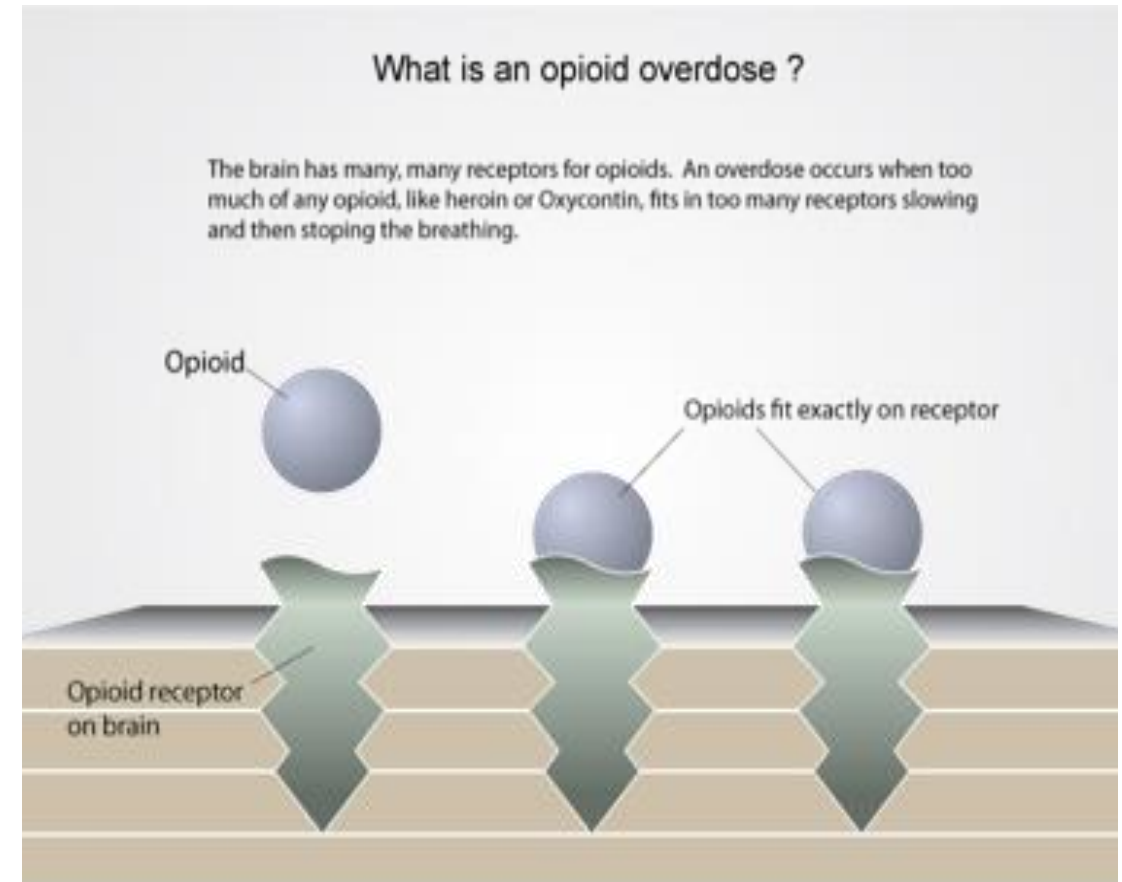 What is an opioid overdose ?
The brain has many, many receptors for opioids. An overdose occurs when too
much of any opioid, like heroin or Oxycontin, fits in too many receptors slowing
and then stoping the breathing.
Opioid
Opioids fit exactly on receptor
Opioid receptor
on brain